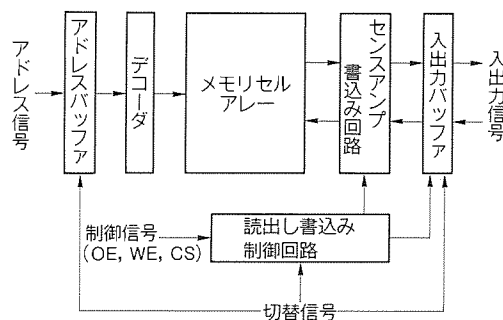 アドレス信号
アドレスバッファ
デコーダ
メモリセル
アレー
センスアンプ
書込み回路
入出力バッファ
入出力信号
制御信号
(OE, WE, CS)
読出し書込み
制御回路
切替信号